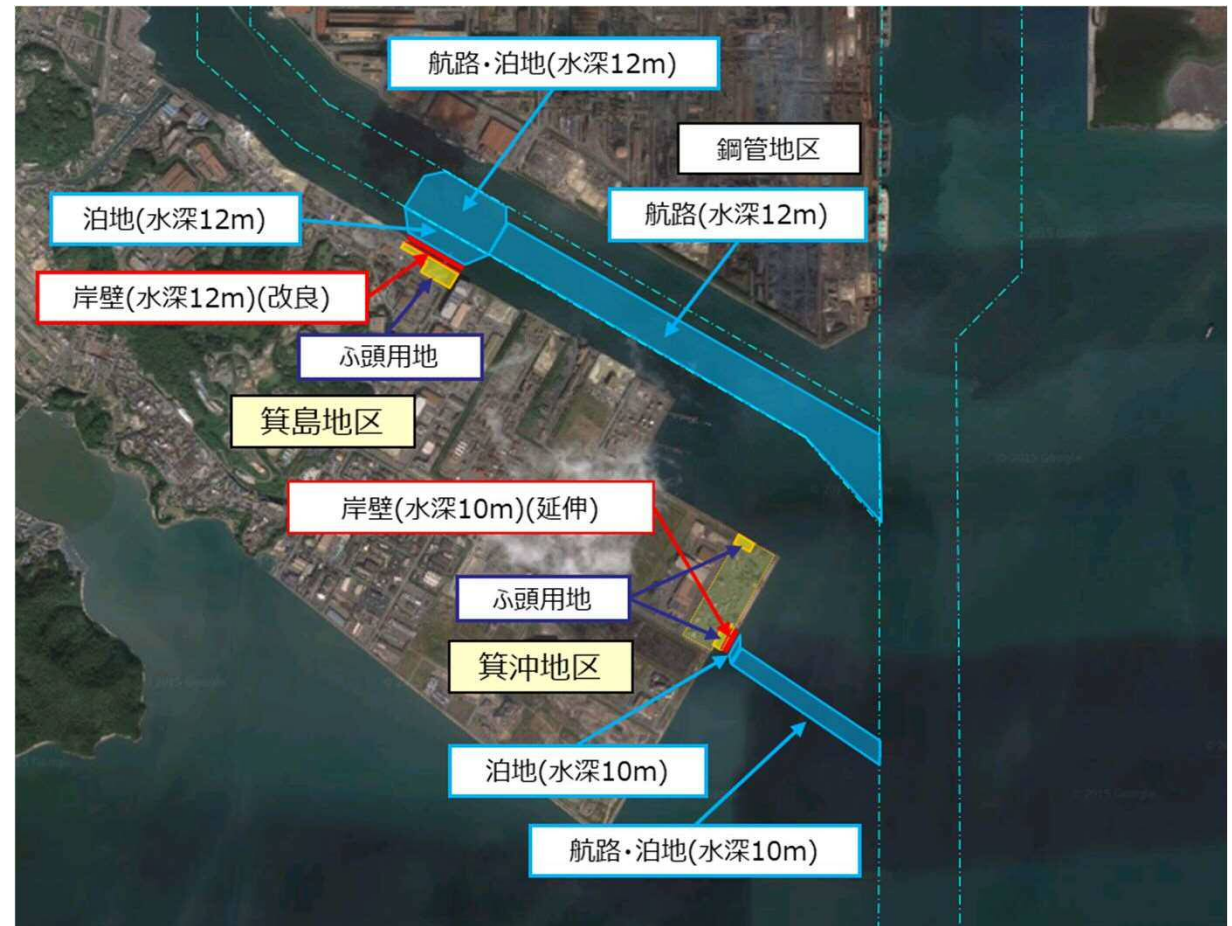 航路・泊地(水深12m)
鋼管地区
泊地(水深12m)
航路(水深12m)
岸壁(水深12m)(改良)
ふ頭用地
箕島地区
岸壁(水深10m)(延伸)
ふ頭用地
箕沖地区
泊地(水深10m)
航路・泊地(水深10m)